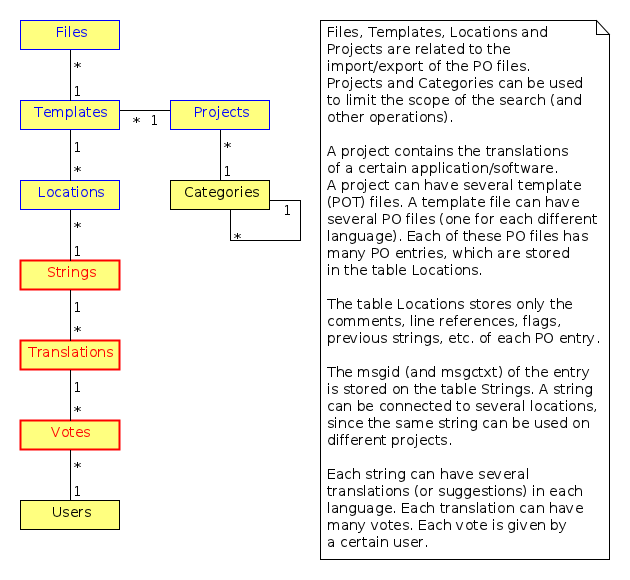 Files
*
1
Templates
* 1
Projects
1
*
*
1
Locations
Categories
1
*
*
1
Strings
1
*
Translations
1
*
Votes
*
1
Users
Files, Templates, Locations and
Projects are related to the
import/export of the PO files.
Projects and Categories can be used
to limit the scope of the search (and
other operations).
A project contains the translations
of a certain application/software.
A project can have several template
(POT) files. A template file can have
several PO files (one for each different
language). Each of these PO files has
many PO entries, which are stored
in the table Locations.
The table Locations stores only the
comments, line references, flags,
previous strings, etc. of each PO entry.
The msgid (and msgctxt) of the entry
is stored on the table Strings. A string
can be connected to several locations,
since the same string can be used on
different projects.
Each string can have several
translations (or suggestions) in each
language. Each translation can have
many votes. Each vote is given by
a certain user.